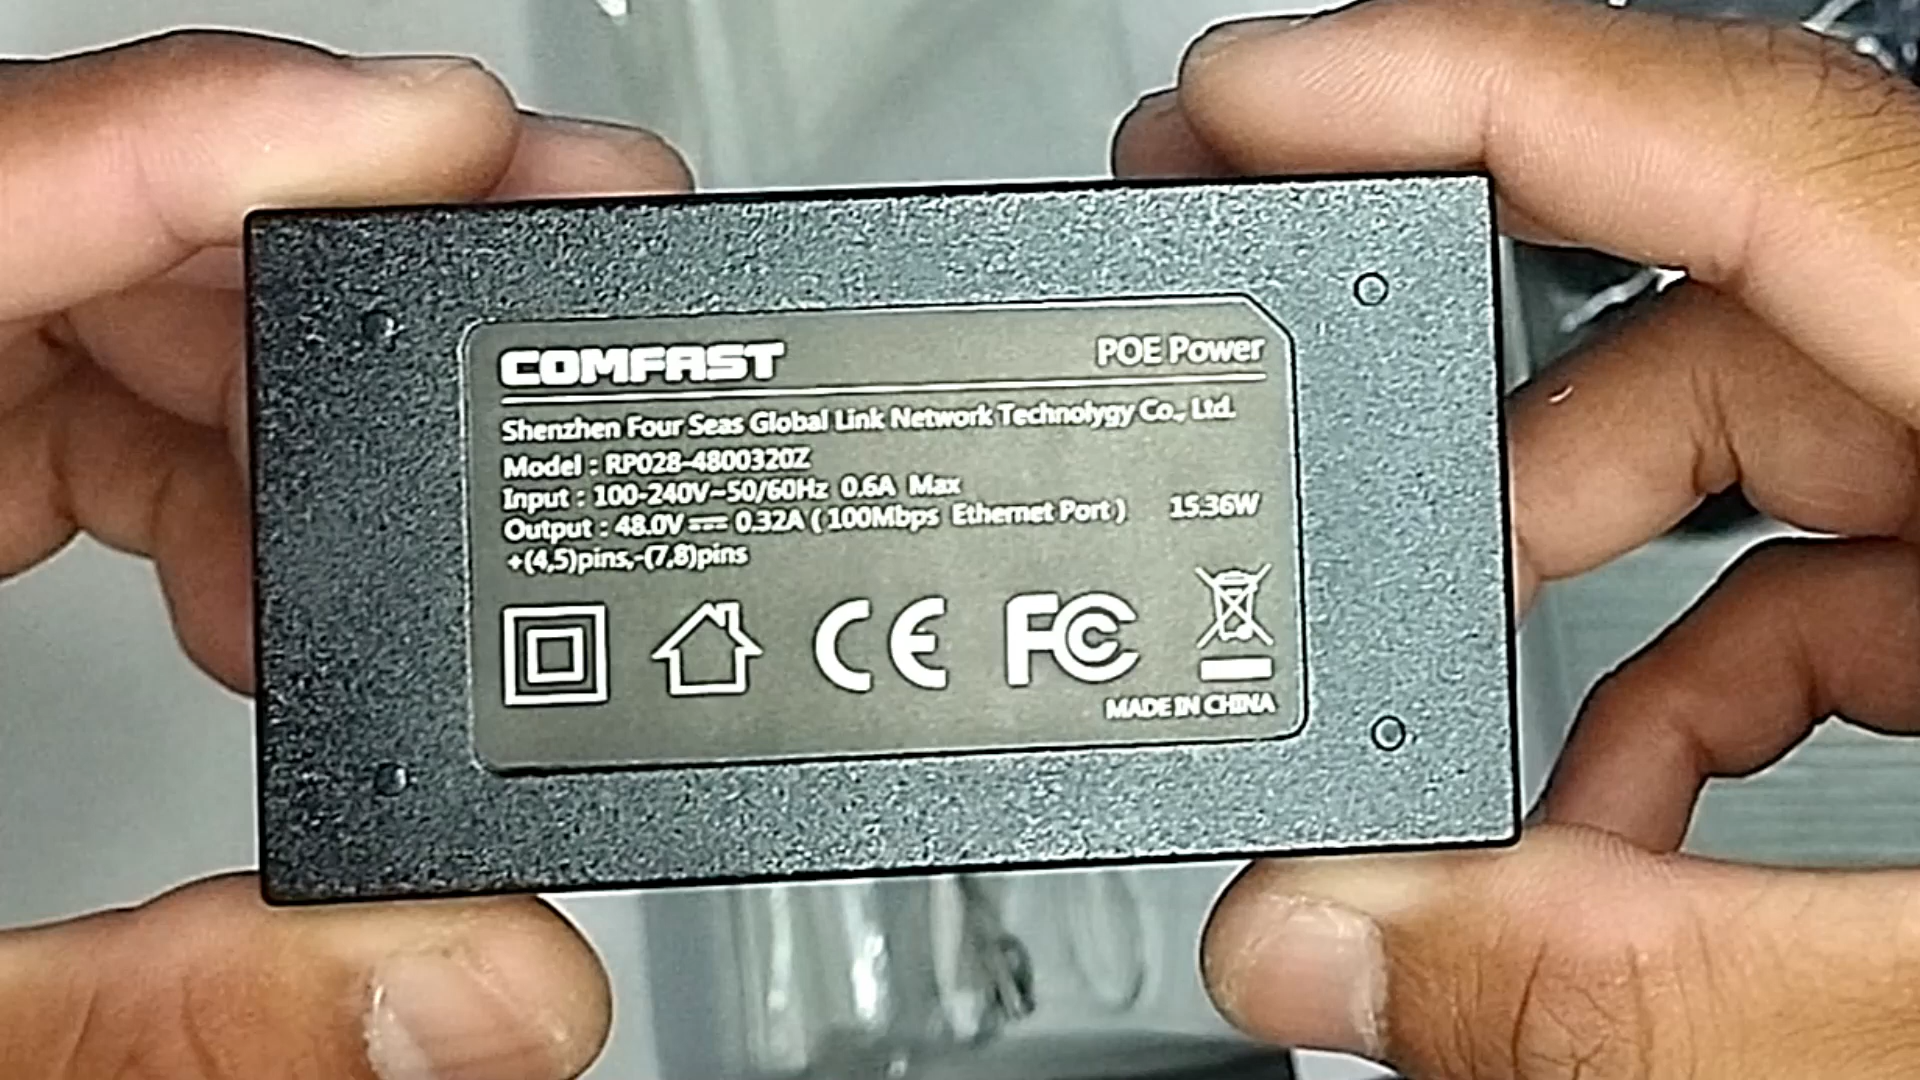 COMFAST POE Power
Shenzhen Four Seas Global Link Network Technolygy Co., Ltd.
Model : RP028-4800320Z
Input : 100-240V~50/60Hz 0.6A Max
Output : 48.0V⎓0.32A ( 100Mbps Ethernet Port ) 15.36W
+(4,5)pins,-(7,8)pins
CE FC
MADE IN CHINA